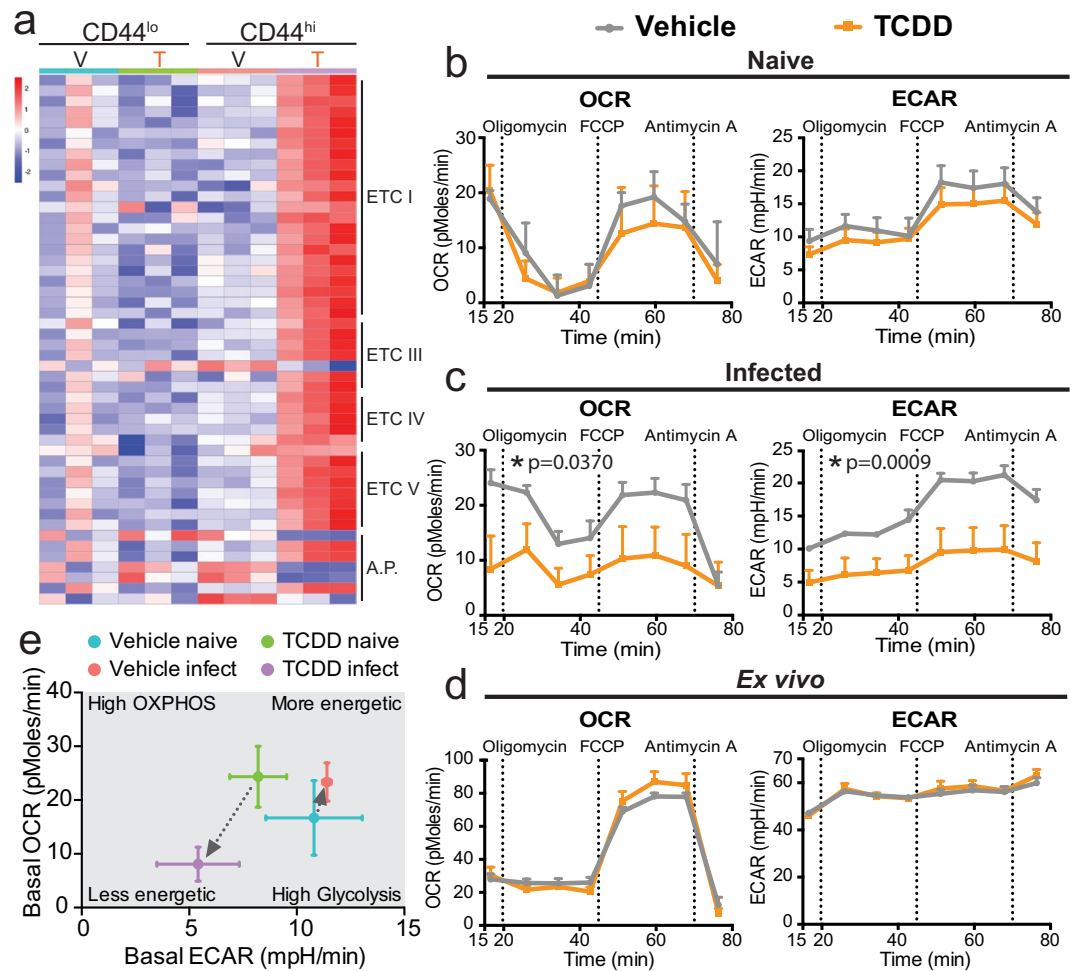 a
CD44lo
CD44hi
V
T
V
T
2
1
0
-1
-2
ETC I
ETC III
ETC IV
ETC V
A.P.
Vehicle
TCDD
b
Naive
OCR
Oligomycin FCCP Antimycin A
OCR (pMoles/min)
30
20
10
0
15 20 40 60 80
Time (min)
ECAR
Oligomycin FCCP Antimycin A
ECAR (mpH/min)
25
20
15
10
5
0
15 20 40 60 80
Time (min)
c
Infected
OCR
Oligomycin FCCP Antimycin A
* p=0.0370
OCR (pMoles/min)
30
20
10
0
15 20 40 60 80
Time (min)
ECAR
Oligomycin FCCP Antimycin A
* p=0.0009
ECAR (mpH/min)
25
20
15
10
5
0
15 20 40 60 80
Time (min)
d
Ex vivo
OCR
Oligomycin FCCP Antimycin A
OCR (pMoles/min)
100
80
60
40
20
0
15 20 40 60 80
Time (min)
ECAR
Oligomycin FCCP Antimycin A
ECAR (mpH/min)
70
60
40
20
0
15 20 40 60 80
Time (min)
e
Vehicle naive
TCDD naive
Vehicle infect
TCDD infect
Basal OCR (pMoles/min)
40
30
20
10
0
High OXPHOS
More energetic
Less energetic
High Glycolysis
0 5 10 15
Basal ECAR (mpH/min)